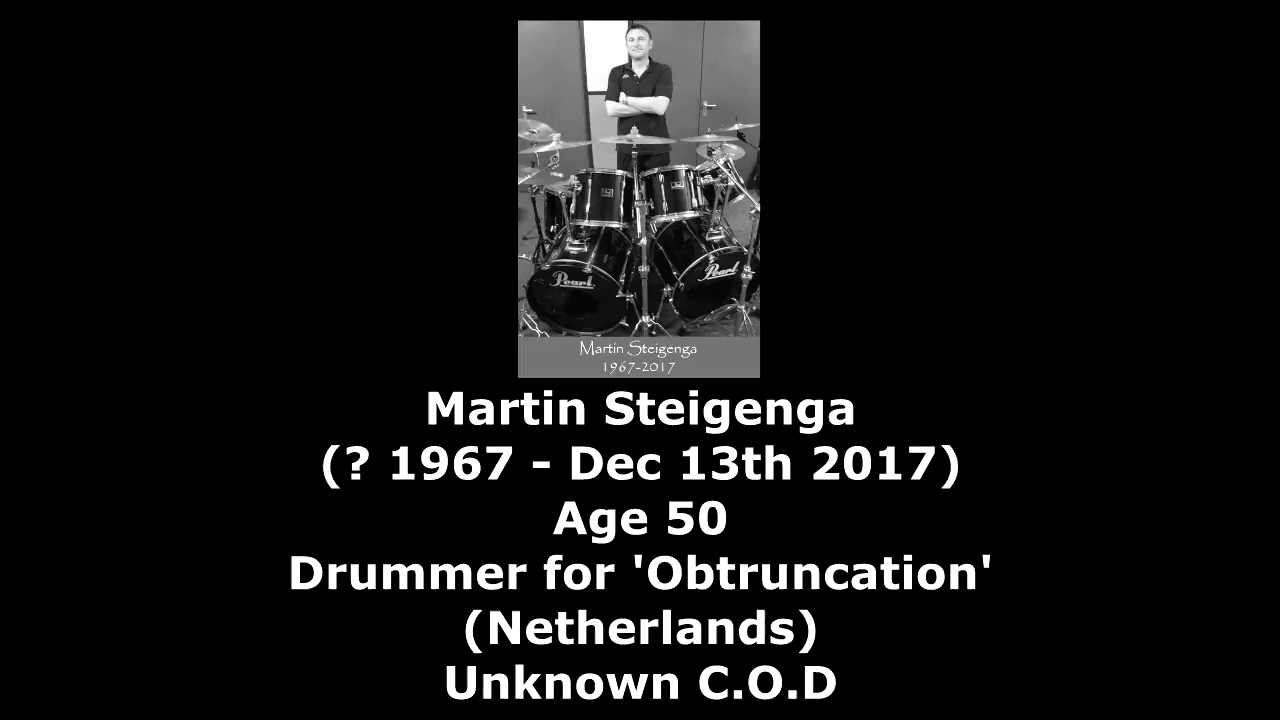 Pearl
Pearl
Martin Steigenga
1967-2017
Martin Steigenga
(? 1967 - Dec 13th 2017)
Age 50
Drummer for 'Obtruncation'
(Netherlands)
Unknown C.O.D